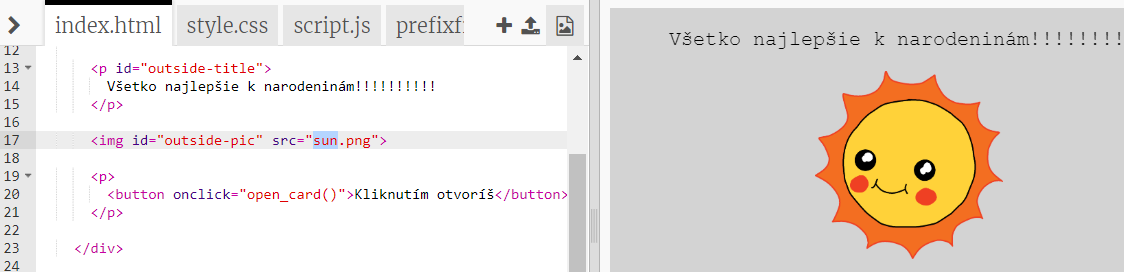 index.html style.css script.js prefixf
12
13 <p id="outside-title">
14 Všetko najlepšie k narodeninám!!!!!!!!!!
15 </p>
16
17 <img id="outside-pic" src="sun.png">
18
19 <p>
20 <button onclick="open_card()">Kliknutím otvoríš</button>
21 </p>
22
23 </div>
24
Všetko najlepšie k narodeninám!!!!!!!!